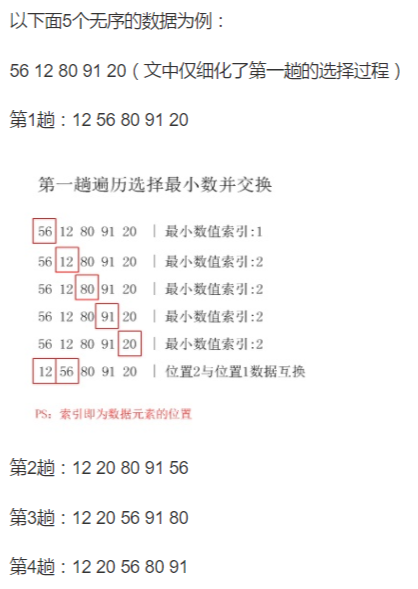 以下面5个无序的数据为例：
56 12 80 91 20（文中仅细化了第一趟的选择过程）
第1趟：12 56 80 91 20
第一趟遍历选择最小数并交换
56 12 80 91 20 | 最小数值索引:1
56 12 80 91 20 | 最小数值索引:2
56 12 80 91 20 | 最小数值索引:2
56 12 80 91 20 | 最小数值索引:2
56 12 80 91 20 | 最小数值索引:2
12 56 80 91 20 | 位置2与位置1数据互换
PS：索引即为数据元素的位置
第2趟：12 20 80 91 56
第3趟：12 20 56 91 80
第4趟：12 20 56 80 91